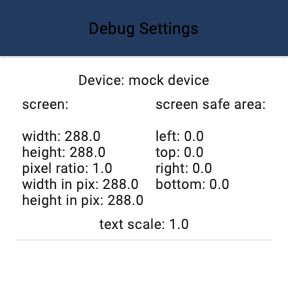 Debug Settings
Device: mock device
screen:
width: 288.0
height: 288.0
pixel ratio: 1.0
width in pix: 288.0
height in pix: 288.0
screen safe area:
left: 0.0
top: 0.0
right: 0.0
bottom: 0.0
text scale: 1.0